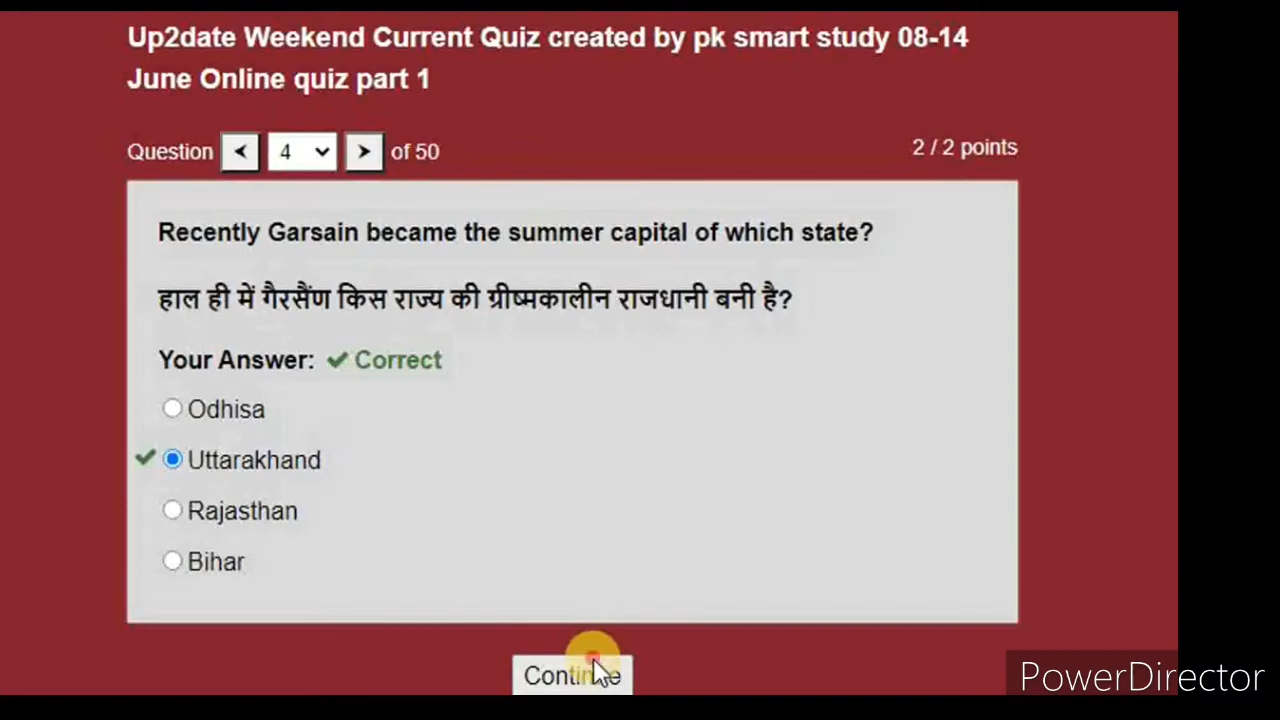 Up2date Weekend Current Quiz created by pk smart study 08-14
June Online quiz part 1
Question < 4 > of 50
2 / 2 points
Recently Garsain became the summer capital of which state?
हाल ही में गैरसैंण किस राज्य की ग्रीष्मकालीन राजधानी बनी है?
Your Answer: ✔ Correct
Odhisa
Uttarakhand
Rajasthan
Bihar
Continue
PowerDirector